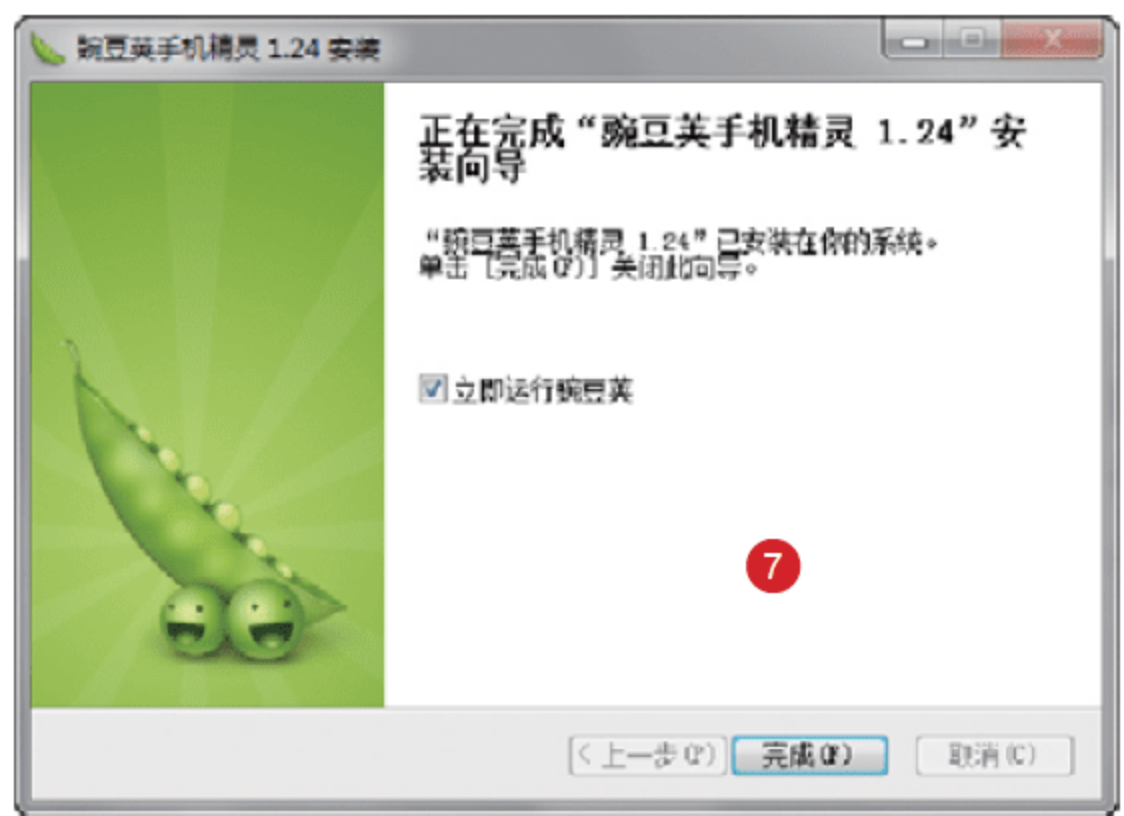 豌豆荚手机精灵 1.24 安装
正在完成“豌豆荚手机精灵 1.24”安
装向导
“豌豆荚手机精灵 1.24”已安装在你的系统。
单击 [完成(F)] 关闭此向导。
立即运行豌豆荚
7
< 上一步(P)
完成(F)
取消(C)